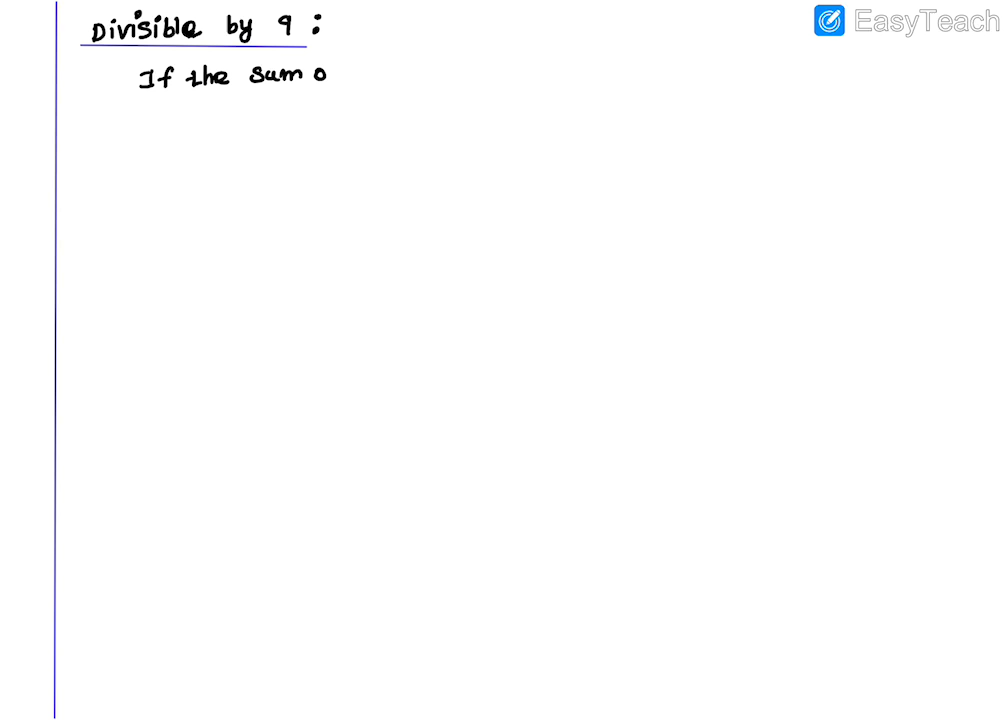 Divisible by 9 :
EasyTeach
If the sum o